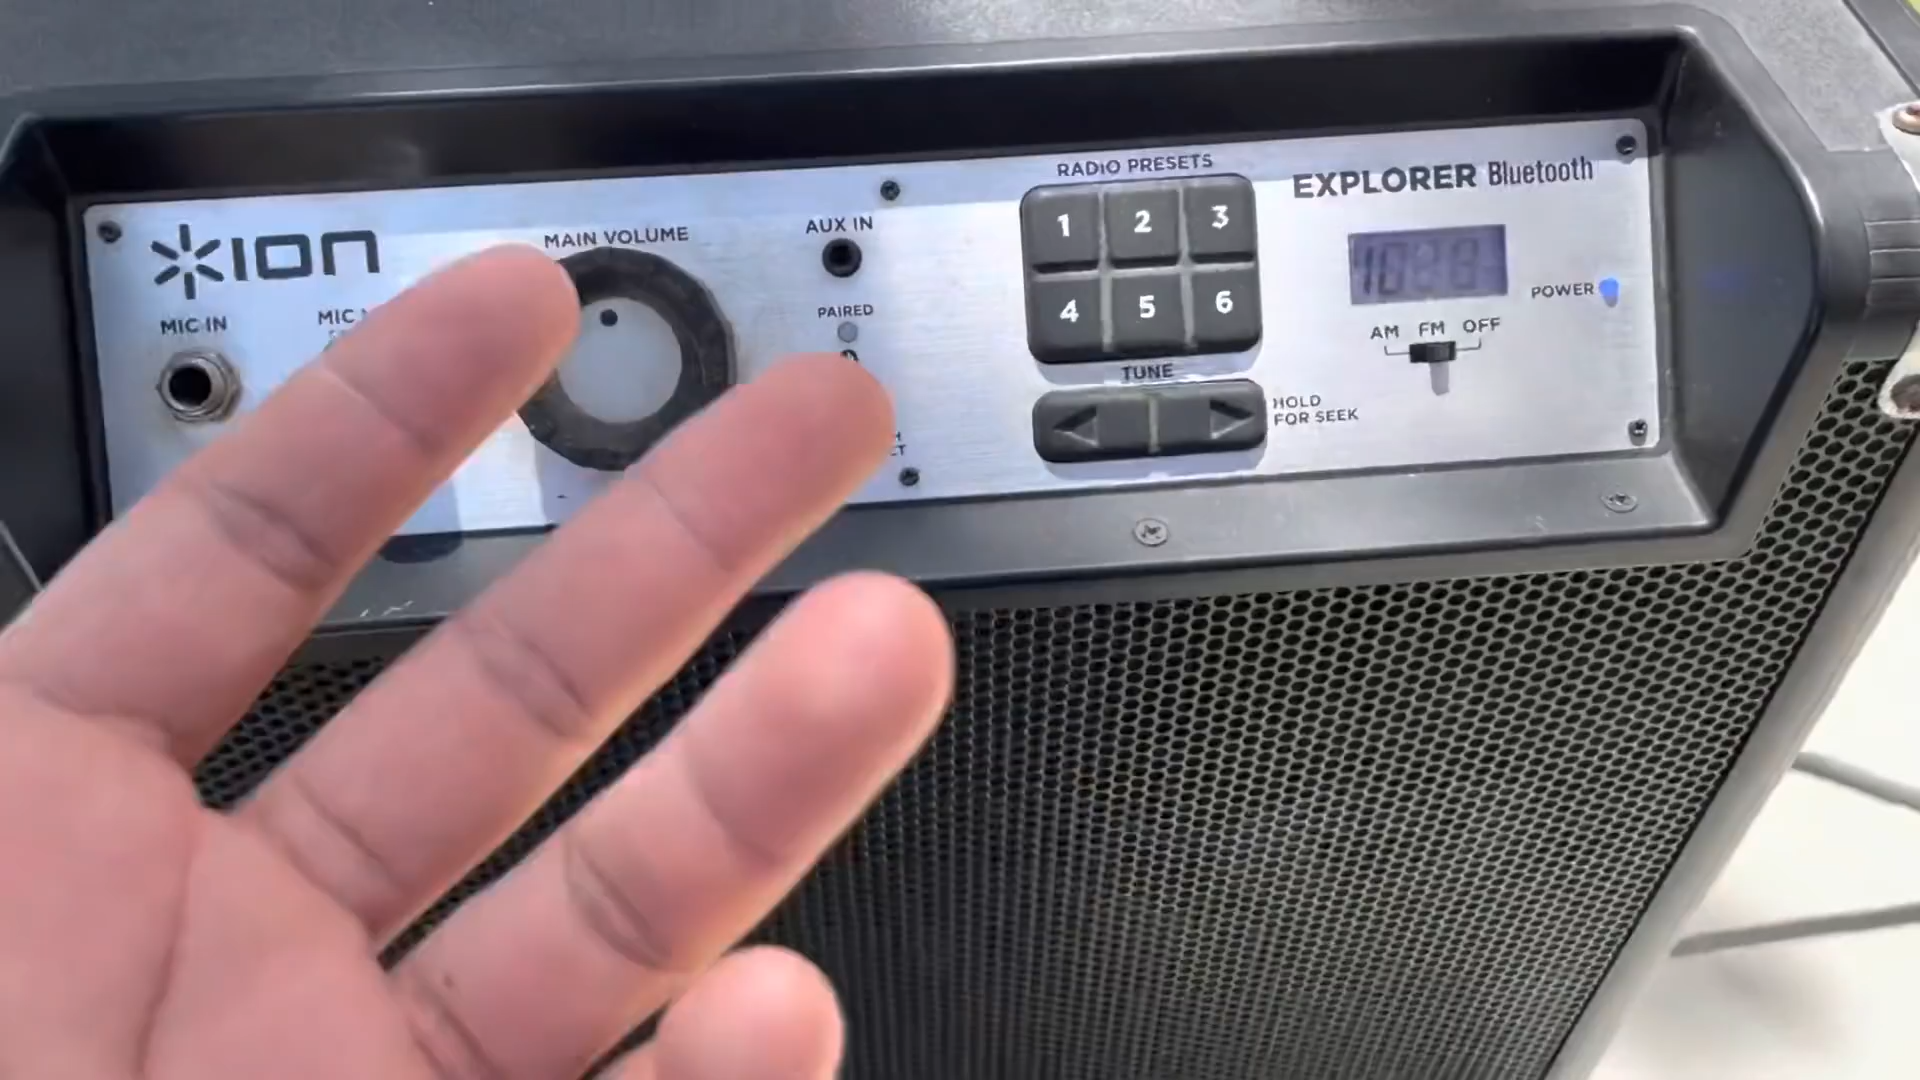 ION
MIC IN
MIC
MAIN VOLUME
AUX IN
PAIRED
RADIO PRESETS
1 2 3
4 5 6
TUNE
HOLD
FOR SEEK
EXPLORER Bluetooth
POWER
AM FM OFF